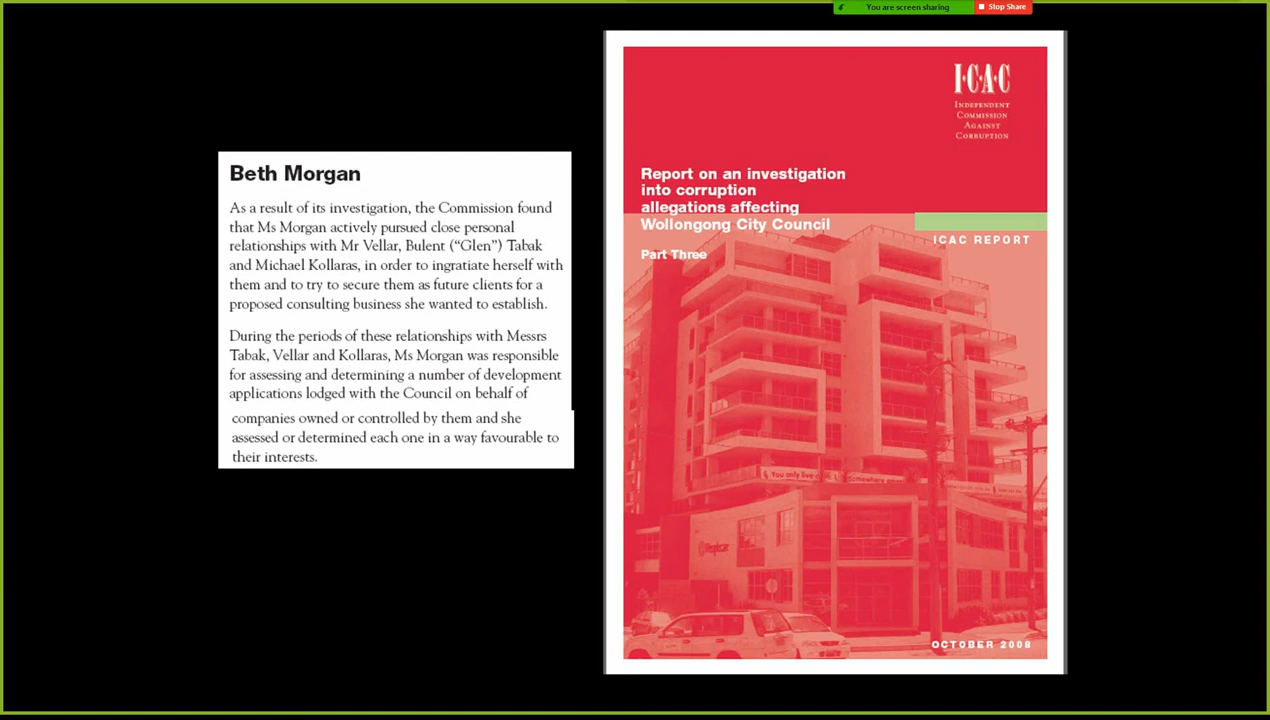 You are screen sharing
Stop Share
Beth Morgan
As a result of its investigation, the Commission found
that Ms Morgan actively pursued close personal
relationships with Mr Vellar, Bulent (“Glen”) Tabak
and Michael Kollaras, in order to ingratiate herself with
them and to try to secure them as future clients for a
proposed consulting business she wanted to establish.
During the periods of these relationships with Messrs
Tabak, Vellar and Kollaras, Ms Morgan was responsible
for assessing and determining a number of development
applications lodged with the Council on behalf of
companies owned or controlled by them and she
assessed or determined each one in a way favourable to
their interests.
I·C·A·C
INDEPENDENT
COMMISSION
AGAINST
CORRUPTION
Report on an investigation
into corruption
allegations affecting
Wollongong City Council
ICAC REPORT
Part Three
You only live
Somewhere
OCTOBER 2008